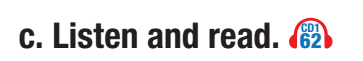 c. Listen and read. CD1 62